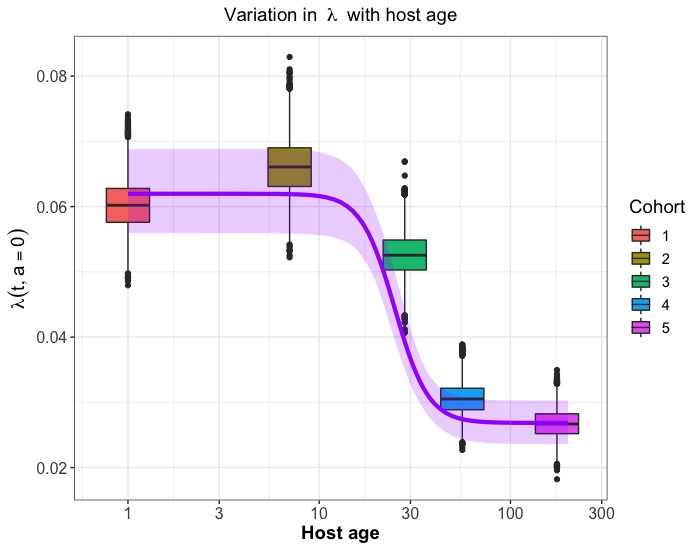 Variation in λ with host age
0.08
0.06
0.04
0.02
λ(t, a = 0)
1 3 10 30 100 300
Host age
Cohort
1
2
3
4
5